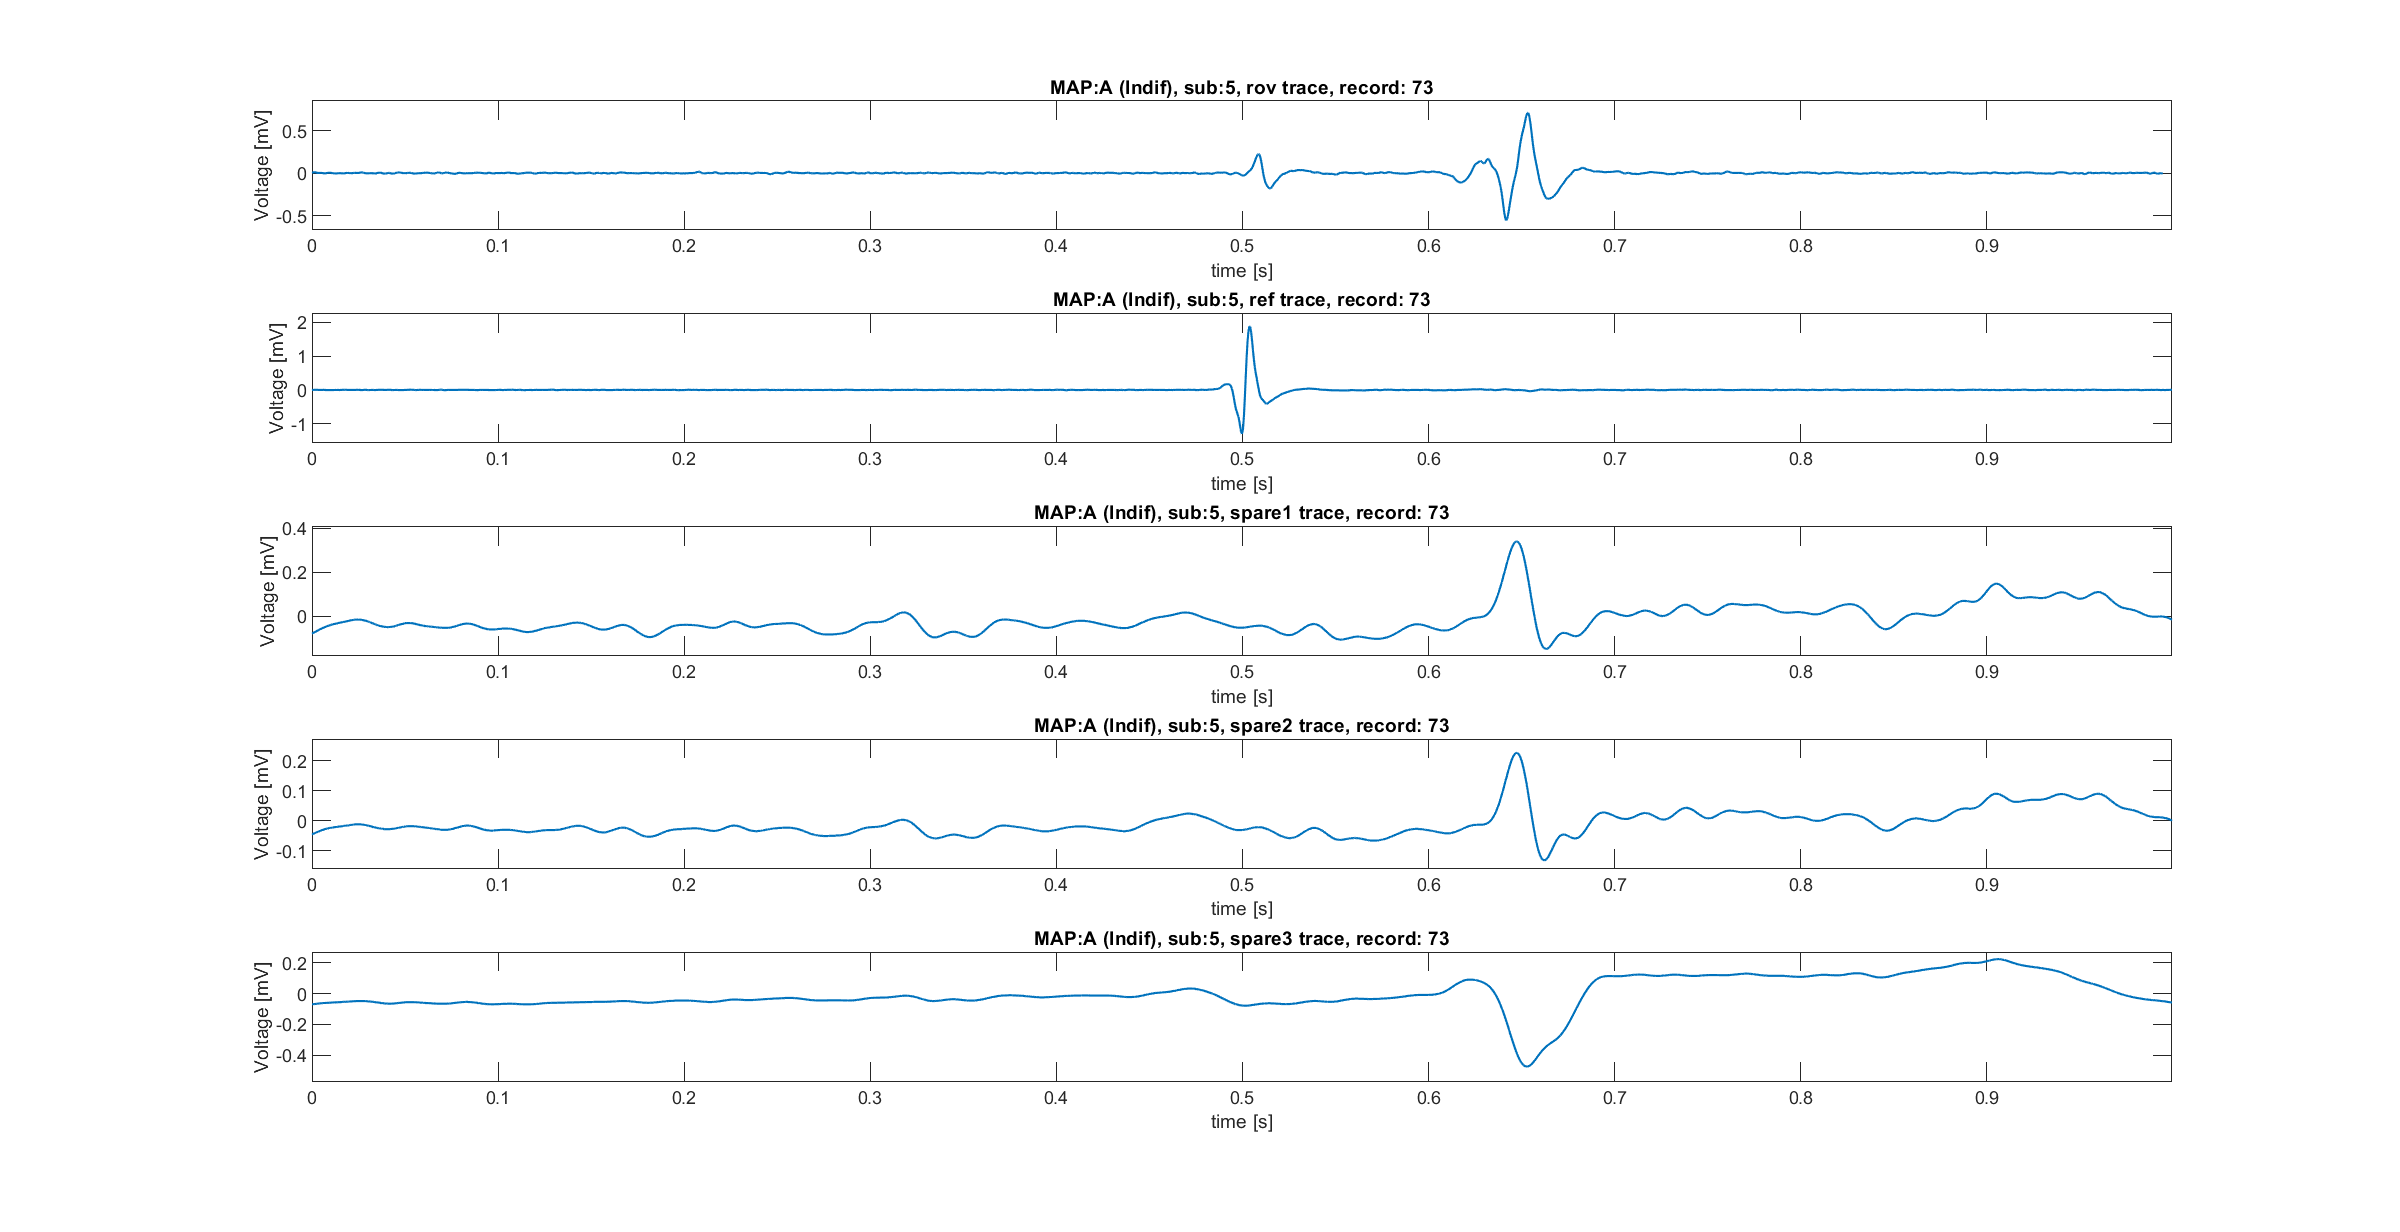 MAP:A (Indif), sub:5, rov trace, record: 73
Voltage [mV]
0.5
0
-0.5
0 0.1 0.2 0.3 0.4 0.5 0.6 0.7 0.8 0.9
time [s]
MAP:A (Indif), sub:5, ref trace, record: 73
Voltage [mV]
2
1
0
-1
0 0.1 0.2 0.3 0.4 0.5 0.6 0.7 0.8 0.9
time [s]
MAP:A (Indif), sub:5, spare1 trace, record: 73
Voltage [mV]
0.4
0.2
0
0 0.1 0.2 0.3 0.4 0.5 0.6 0.7 0.8 0.9
time [s]
MAP:A (Indif), sub:5, spare2 trace, record: 73
Voltage [mV]
0.2
0.1
0
-0.1
0 0.1 0.2 0.3 0.4 0.5 0.6 0.7 0.8 0.9
time [s]
MAP:A (Indif), sub:5, spare3 trace, record: 73
Voltage [mV]
0.2
0
-0.2
-0.4
0 0.1 0.2 0.3 0.4 0.5 0.6 0.7 0.8 0.9
time [s]